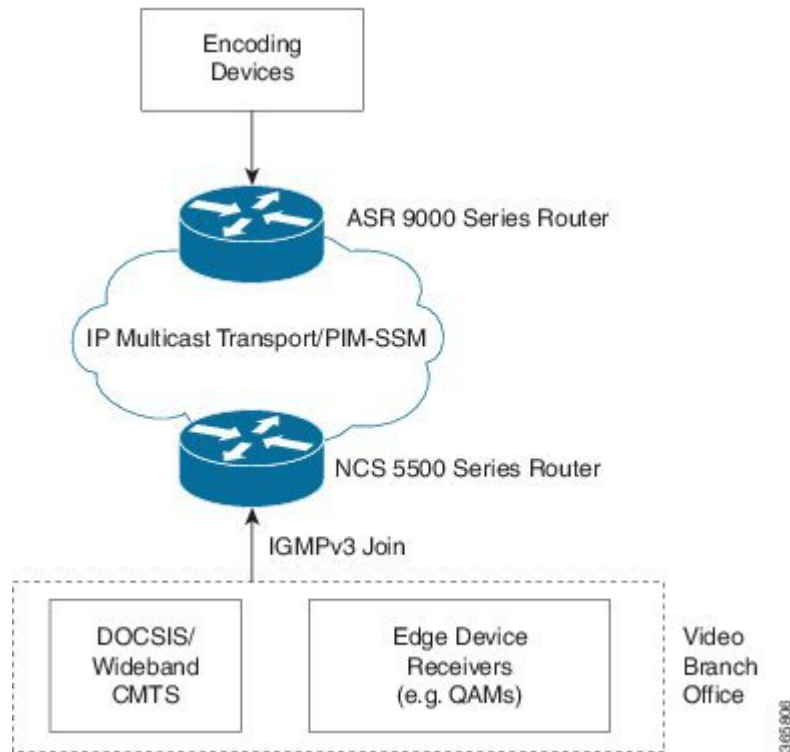 Encoding
Devices
ASR 9000 Series Router
IP Multicast Transport/PIM-SSM
NCS 5500 Series Router
IGMPv3 Join
DOCSIS/
Wideband
CMTS
Edge Device
Receivers
(e.g. QAMs)
Video
Branch
Office
365806